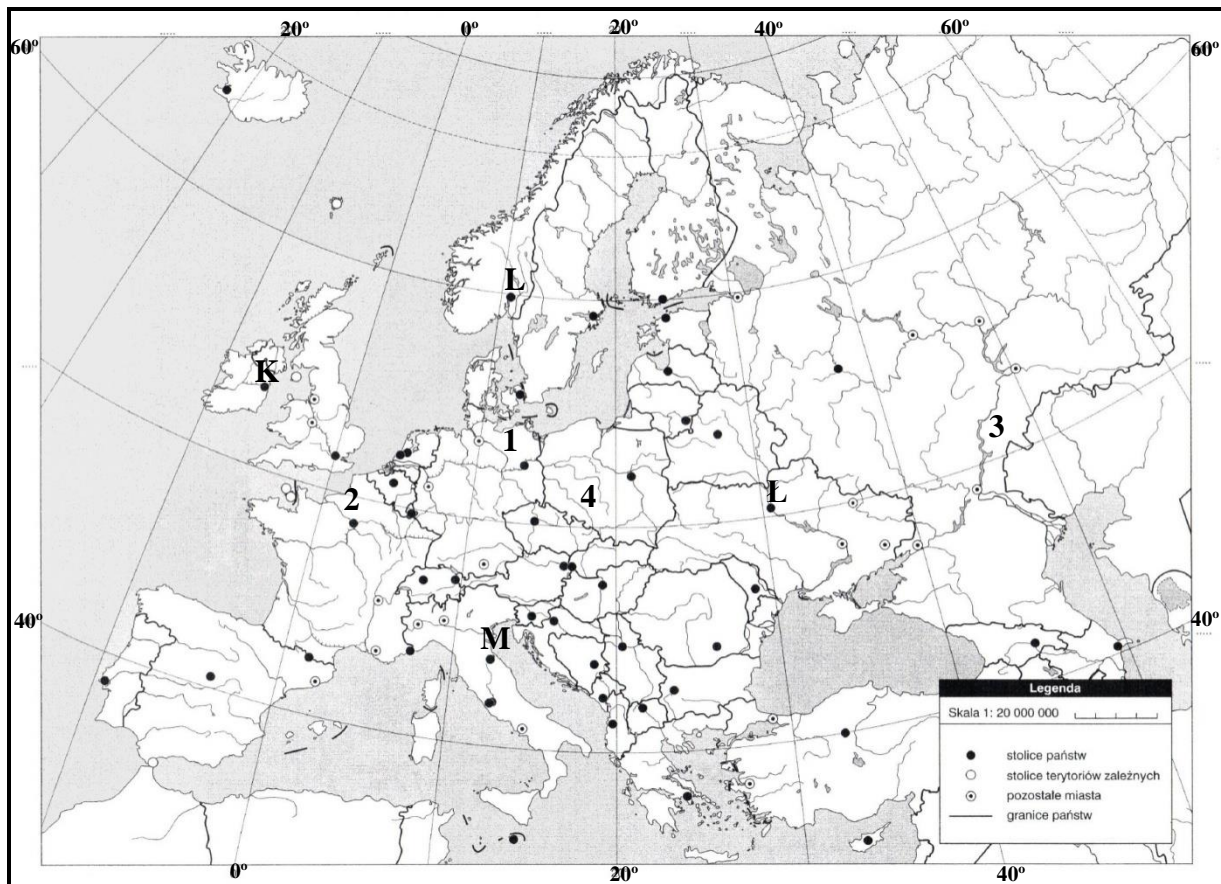 20º 0º 20º 40º 60º
60º 60º
L
K
1
3
2
4
Ł
M
40º 40º
Legenda
Skala 1: 20 000 000
stolice państw
stolice terytoriów zależnych
pozostałe miasta
granice państw
0º 20º 40º